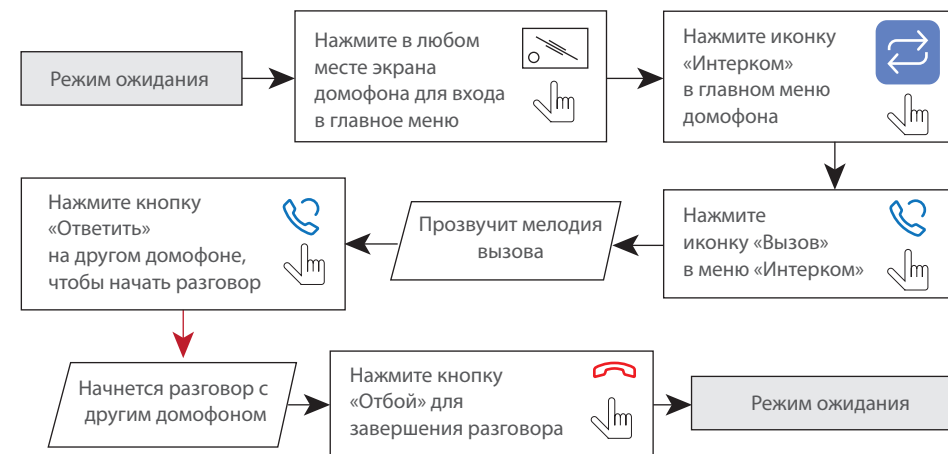 Режим ожидания
Нажмите в любом
месте экрана
домофона для входа
в главное меню
Нажмите иконку
«Интерком»
в главном меню
домофона
Нажмите
иконку «Вызов»
в меню «Интерком»
Прозвучит мелодия
вызова
Нажмите кнопку
«Ответить»
на другом домофоне,
чтобы начать разговор
Начнется разговор с
другим домофоном
Нажмите кнопку
«Отбой» для
завершения разговора
Режим ожидания